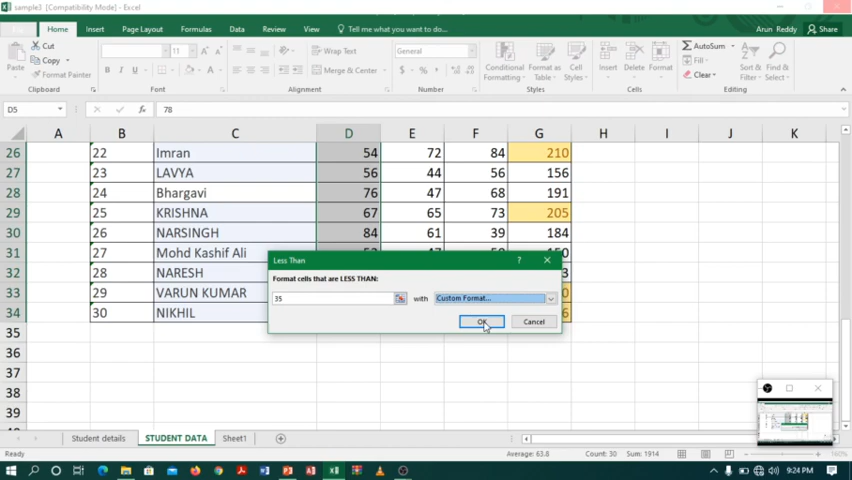 sample3 [Compatibility Mode] - Excel
Home Insert Page Layout Formulas Data Review View Tell me what you want to do... Arun Reddy Share
Cut
Copy
Format Painter
Paste
Clipboard
11
Font
Wrap Text
Merge & Center
Alignment
General
Number
Conditional Formatting
Format as Table
Cell Styles
Styles
Insert Delete Format
Cells
AutoSum
Fill
Clear
Sort & Filter
Find & Select
Editing
D5 78
A B C D E F G H I J K
26 22 Imran 54 72 84 210
27 23 LAVYA 56 44 56 156
28 24 Bhargavi 76 47 68 191
29 25 KRISHNA 67 65 73 205
30 26 NARSINGH 84 61 39 184
31 27 Mohd Kashif Ali
32 28 NARESH 3
33 29 VARUN KUMAR 0
34 30 NIKHIL 6
35
36
37
38
39
Less Than
Format cells that are LESS THAN:
35 with Custom Format...
OK Cancel
Student details STUDENT DATA Sheet1
Ready Average: 63.8 Count: 30 Sum: 1914 160%
9:24 PM